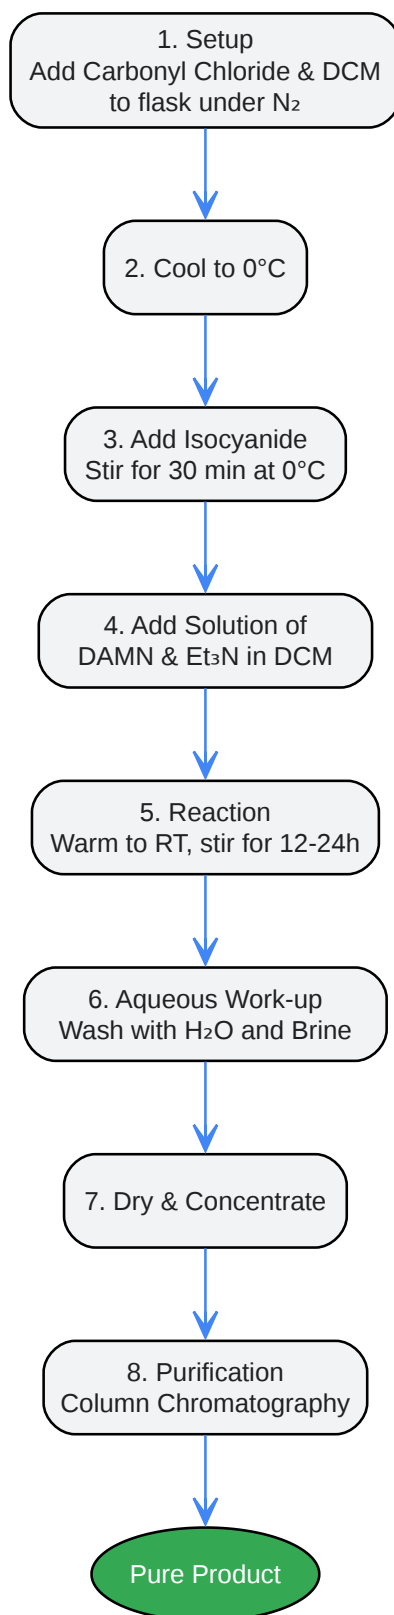 1. Setup
Add Carbonyl Chloride & DCM
to flask under N₂
2. Cool to 0°C
3. Add Isocyanide
Stir for 30 min at 0°C
4. Add Solution of
DAMN & Et₃N in DCM
5. Reaction
Warm to RT, stir for 12-24h
6. Aqueous Work-up
Wash with H₂O and Brine
7. Dry & Concentrate
8. Purification
Column Chromatography
Pure Product